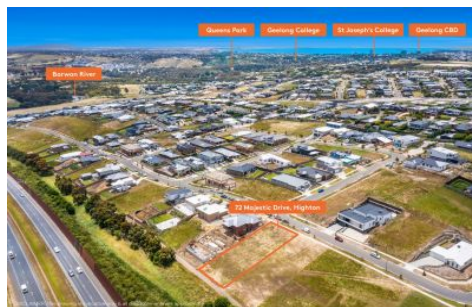 Queens Park
Geelong College
St Joseph's College
Geelong CBD
Barwon River
72 Majestic Drive, Highton